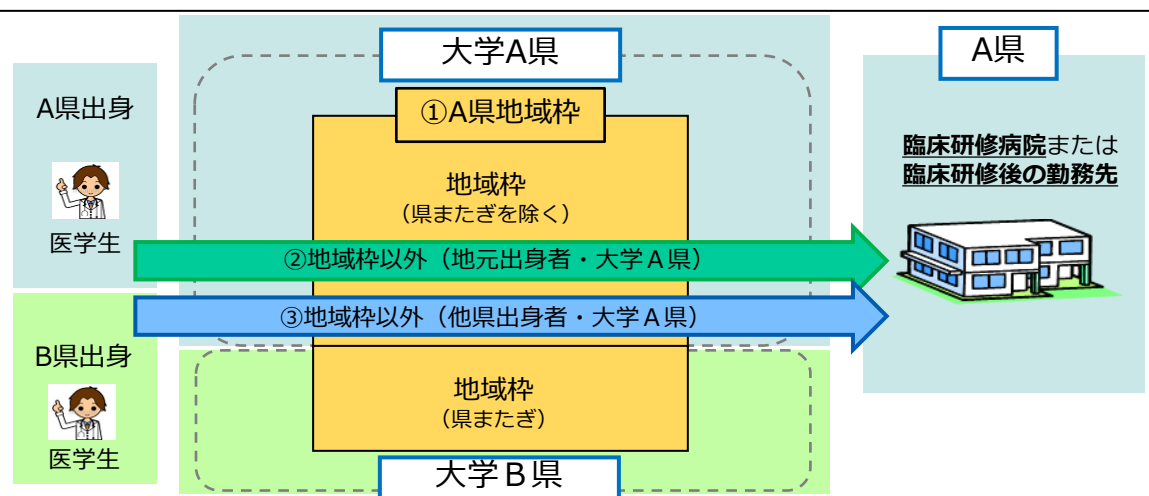 大学A県
A県
A県出身
①A県地域枠
臨床研修病院または
臨床研修後の勤務先
地域枠
（県またぎを除く）
医学生
②地域枠以外（地元出身者・大学Ａ県）
③地域枠以外（他県出身者・大学Ａ県）
B県出身
地域枠
（県またぎ）
医学生
大学Ｂ県